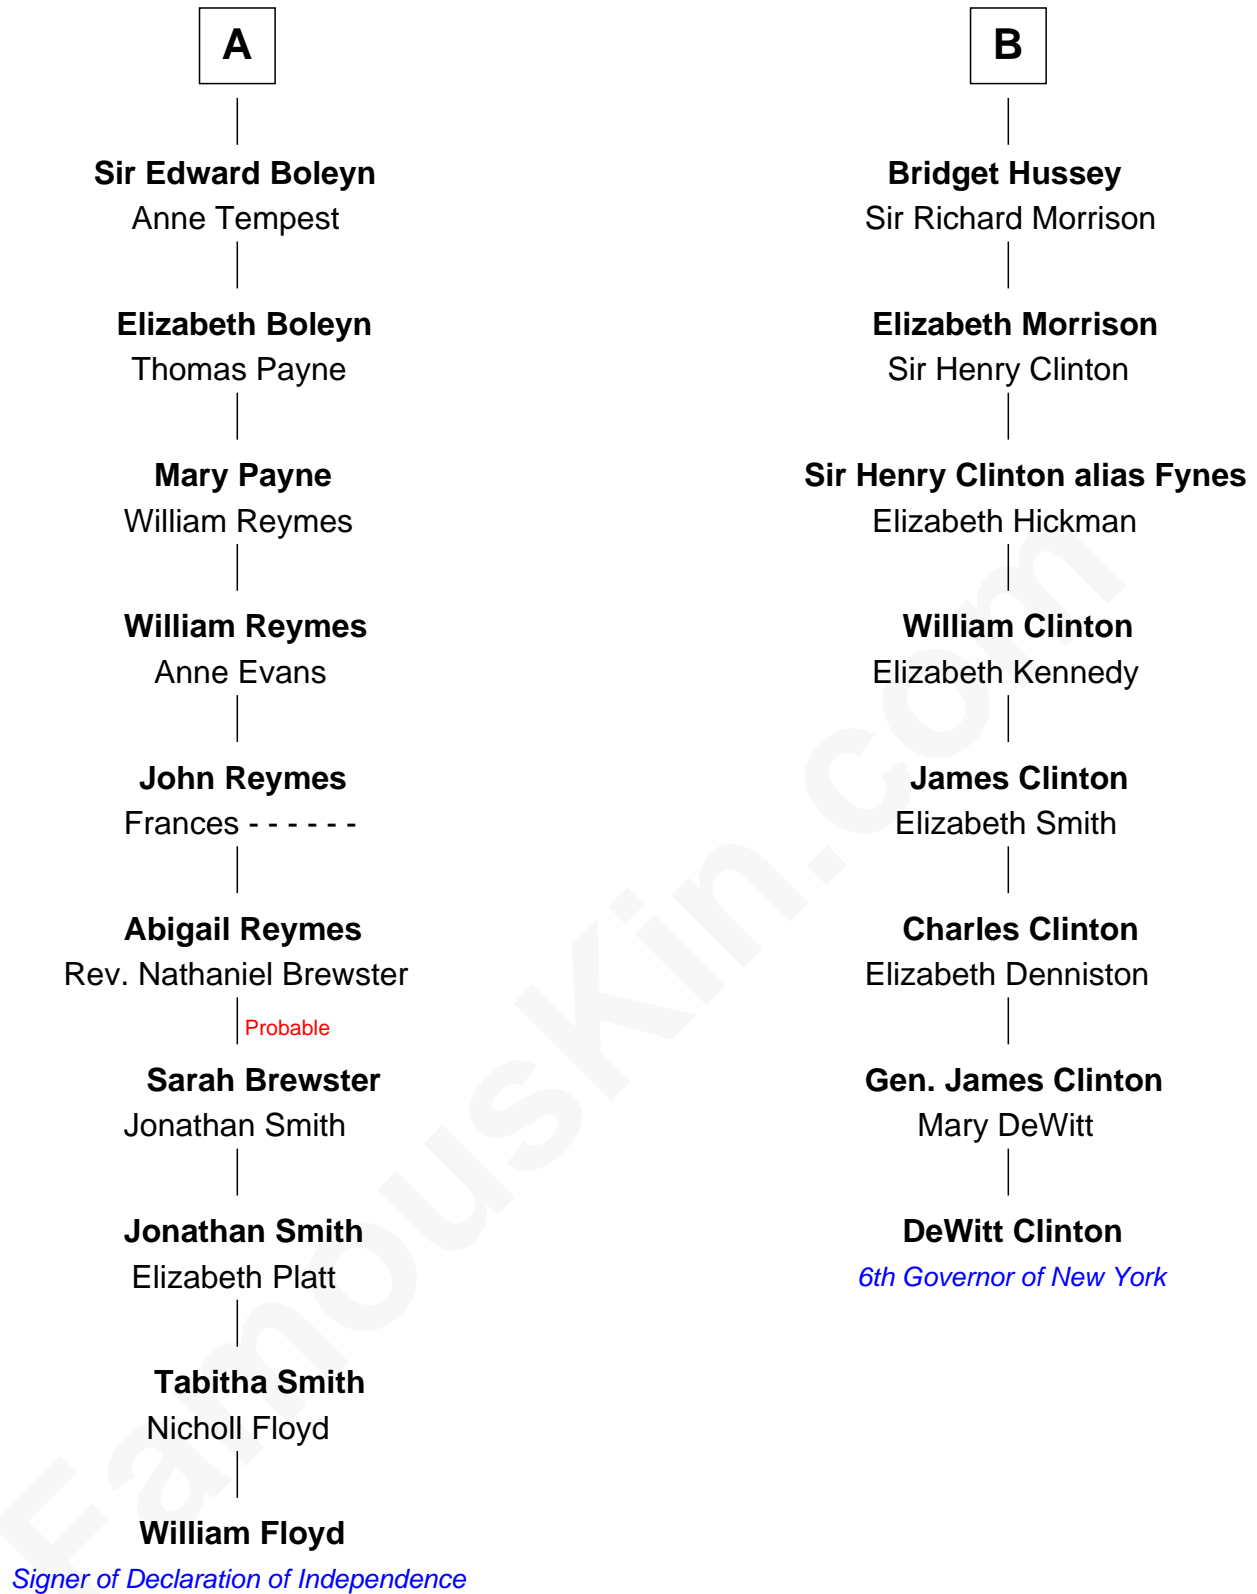 A
Sir Edward Boleyn
Anne Tempest
Elizabeth Boleyn
Thomas Payne
Mary Payne
William Reymes
William Reymes
Anne Evans
John Reymes
Frances - - - - - -
Abigail Reymes
Rev. Nathaniel Brewster
Probable
Sarah Brewster
Jonathan Smith
Jonathan Smith
Elizabeth Platt
Tabitha Smith
Nicholl Floyd
William Floyd
Signer of Declaration of Independence
B
Bridget Hussey
Sir Richard Morrison
Elizabeth Morrison
Sir Henry Clinton
Sir Henry Clinton alias Fynes
Elizabeth Hickman
William Clinton
Elizabeth Kennedy
James Clinton
Elizabeth Smith
Charles Clinton
Elizabeth Denniston
Gen. James Clinton
Mary DeWitt
DeWitt Clinton
6th Governor of New York
FamousKin.com